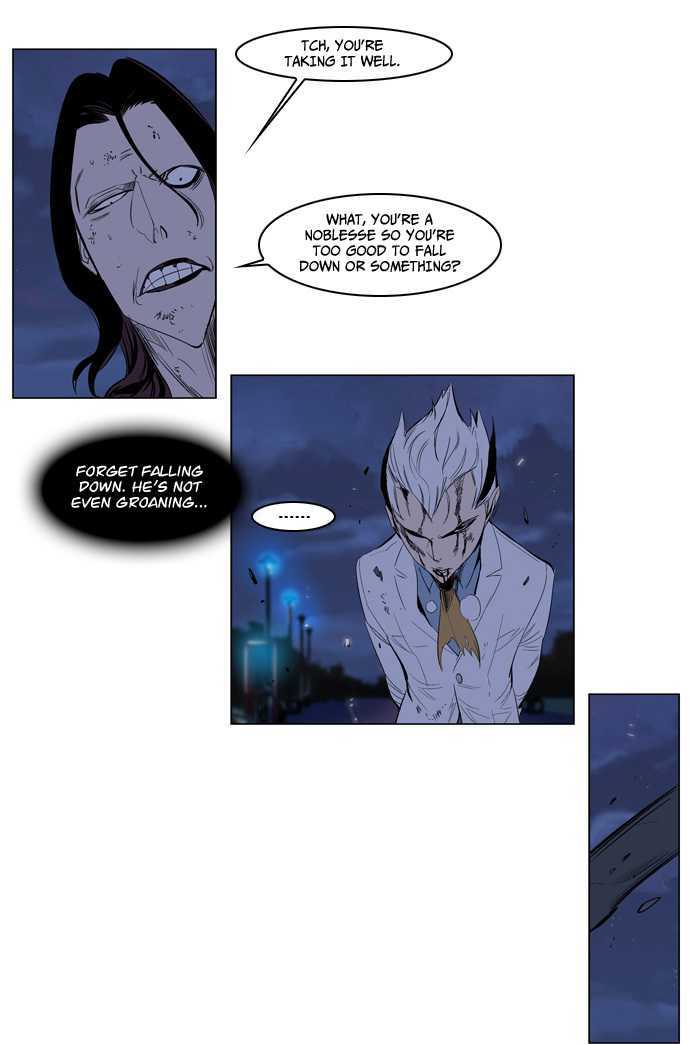 TCH, YOU'RE
TAKING IT WELL.
WHAT, YOU'RE A
NOBLESSE SO YOU'RE
TOO GOOD TO FALL
DOWN OR SOMETHING?
FORGET FALLING
DOWN. HE'S NOT
EVEN GROANING...
------